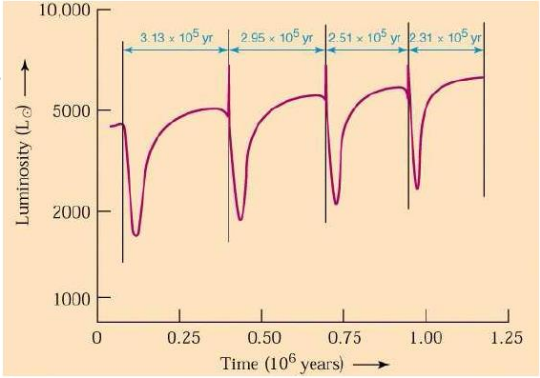 10,000
3.13 x 10⁵ yr 2.95 x 10⁵ yr 2.51 x 10⁵ yr 2.31 x 10⁵ yr
5000
Luminosity (L☉)
2000
1000
0 0.25 0.50 0.75 1.00 1.25
Time (10⁶ years)